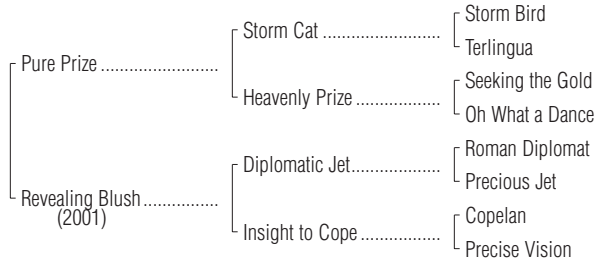 Storm Bird
Storm Cat ........................
Terlingua
Pure Prize ........................
Seeking the Gold
Heavenly Prize .................
Oh What a Dance
Roman Diplomat
Diplomatic Jet..................
Precious Jet
Revealing Blush ...............
(2001)
Copelan
Insight to Cope ................
Precise Vision